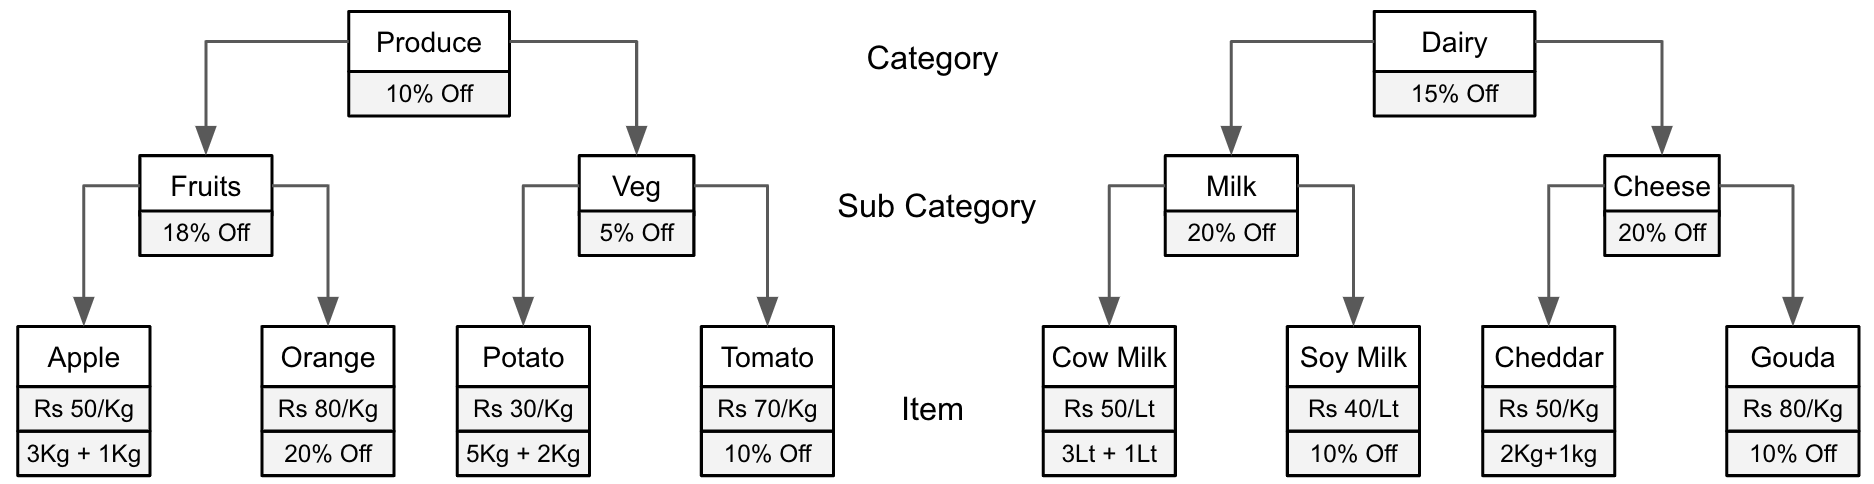 Produce
10% Off
Category
Dairy
15% Off
Fruits
18% Off
Veg
5% Off
Sub Category
Milk
20% Off
Cheese
20% Off
Apple
Rs 50/Kg
3Kg + 1Kg
Orange
Rs 80/Kg
20% Off
Potato
Rs 30/Kg
5Kg + 2Kg
Tomato
Rs 70/Kg
10% Off
Item
Cow Milk
Rs 50/Lt
3Lt + 1Lt
Soy Milk
Rs 40/Lt
10% Off
Cheddar
Rs 50/Kg
2Kg+1kg
Gouda
Rs 80/Kg
10% Off